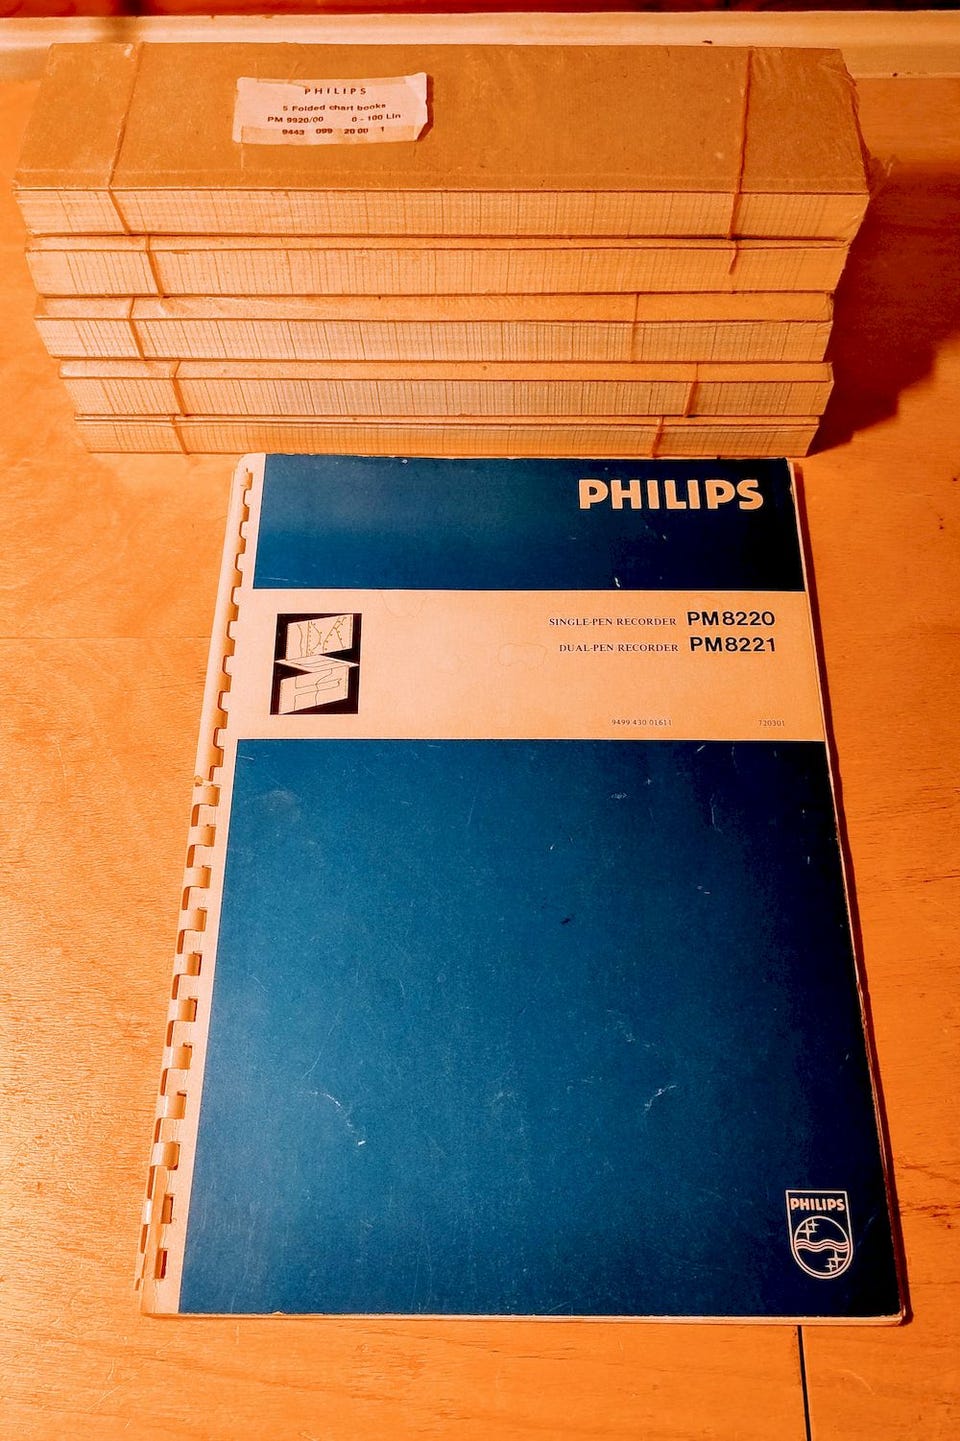 PHILIPS
5 Folded chart books
PM 9920/00 0 - 100 Lin
9443 099 20 00 1
PHILIPS
SINGLE-PEN RECORDER PM8220
DUAL-PEN RECORDER PM8221
9499 430 01611 720301
PHILIPS